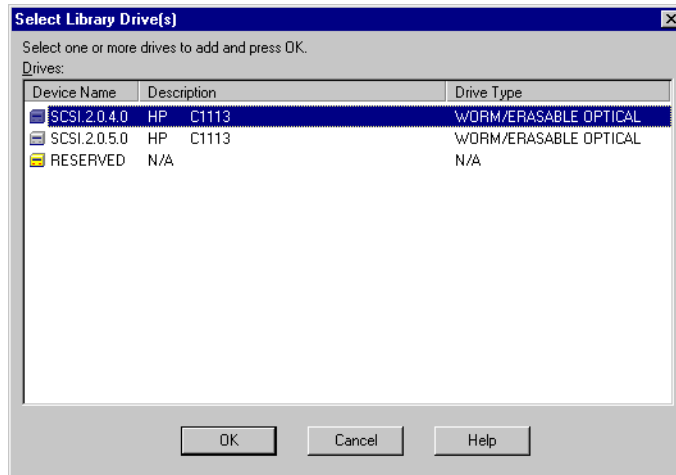 Select Library Drive(s)
Select one or more drives to add and press OK.
Drives:
Device Name Description Drive Type
SCSI.2.0.4.0 HP C1113 WORM/ERASABLE OPTICAL
SCSI.2.0.5.0 HP C1113 WORM/ERASABLE OPTICAL
RESERVED N/A N/A
OK Cancel Help